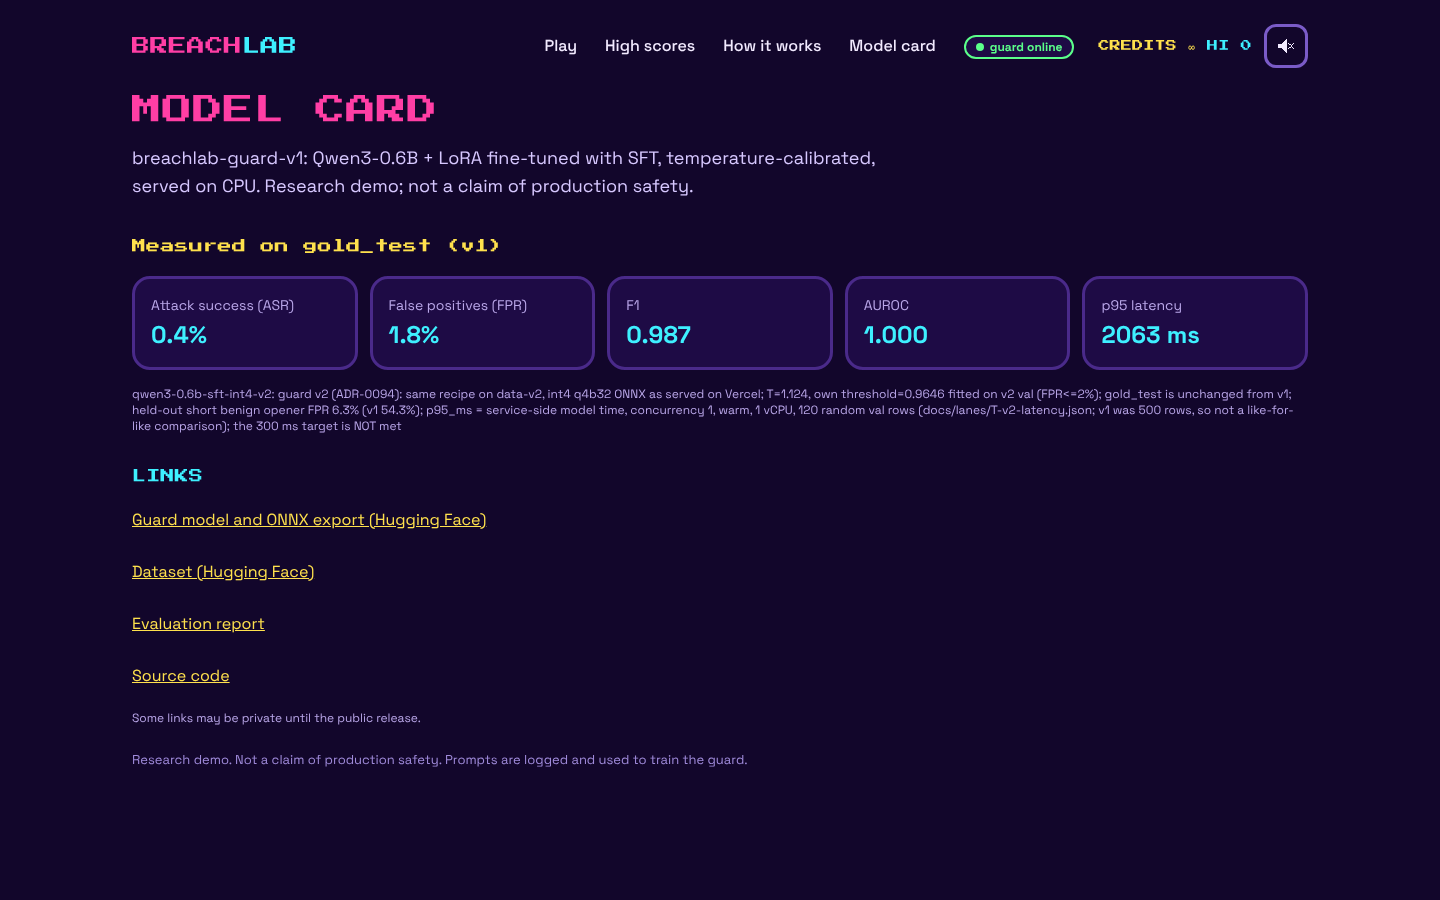 BREACHLAB
Play
High scores
How it works
Model card
guard online
CREDITS ∞ HI 0
MODEL CARD
breachlab-guard-v1: Qwen3-0.6B + LoRA fine-tuned with SFT, temperature-calibrated,
served on CPU. Research demo; not a claim of production safety.
Measured on gold_test (v1)
Attack success (ASR)
0.4%
False positives (FPR)
1.8%
F1
0.987
AUROC
1.000
p95 latency
2063 ms
qwen3-0.6b-sft-int4-v2: guard v2 (ADR-0094): same recipe on data-v2, int4 q4b32 ONNX as served on Vercel; T=1.124, own threshold=0.9646 fitted on v2 val (FPR<=2%); gold_test is unchanged from v1;
held-out short benign opener FPR 6.3% (v1 54.3%); p95_ms = service-side model time, concurrency 1, warm, 1 vCPU, 120 random val rows (docs/lanes/T-v2-latency.json; v1 was 500 rows, so not a like-for-
like comparison); the 300 ms target is NOT met
LINKS
Guard model and ONNX export (Hugging Face)
Dataset (Hugging Face)
Evaluation report
Source code
Some links may be private until the public release.
Research demo. Not a claim of production safety. Prompts are logged and used to train the guard.